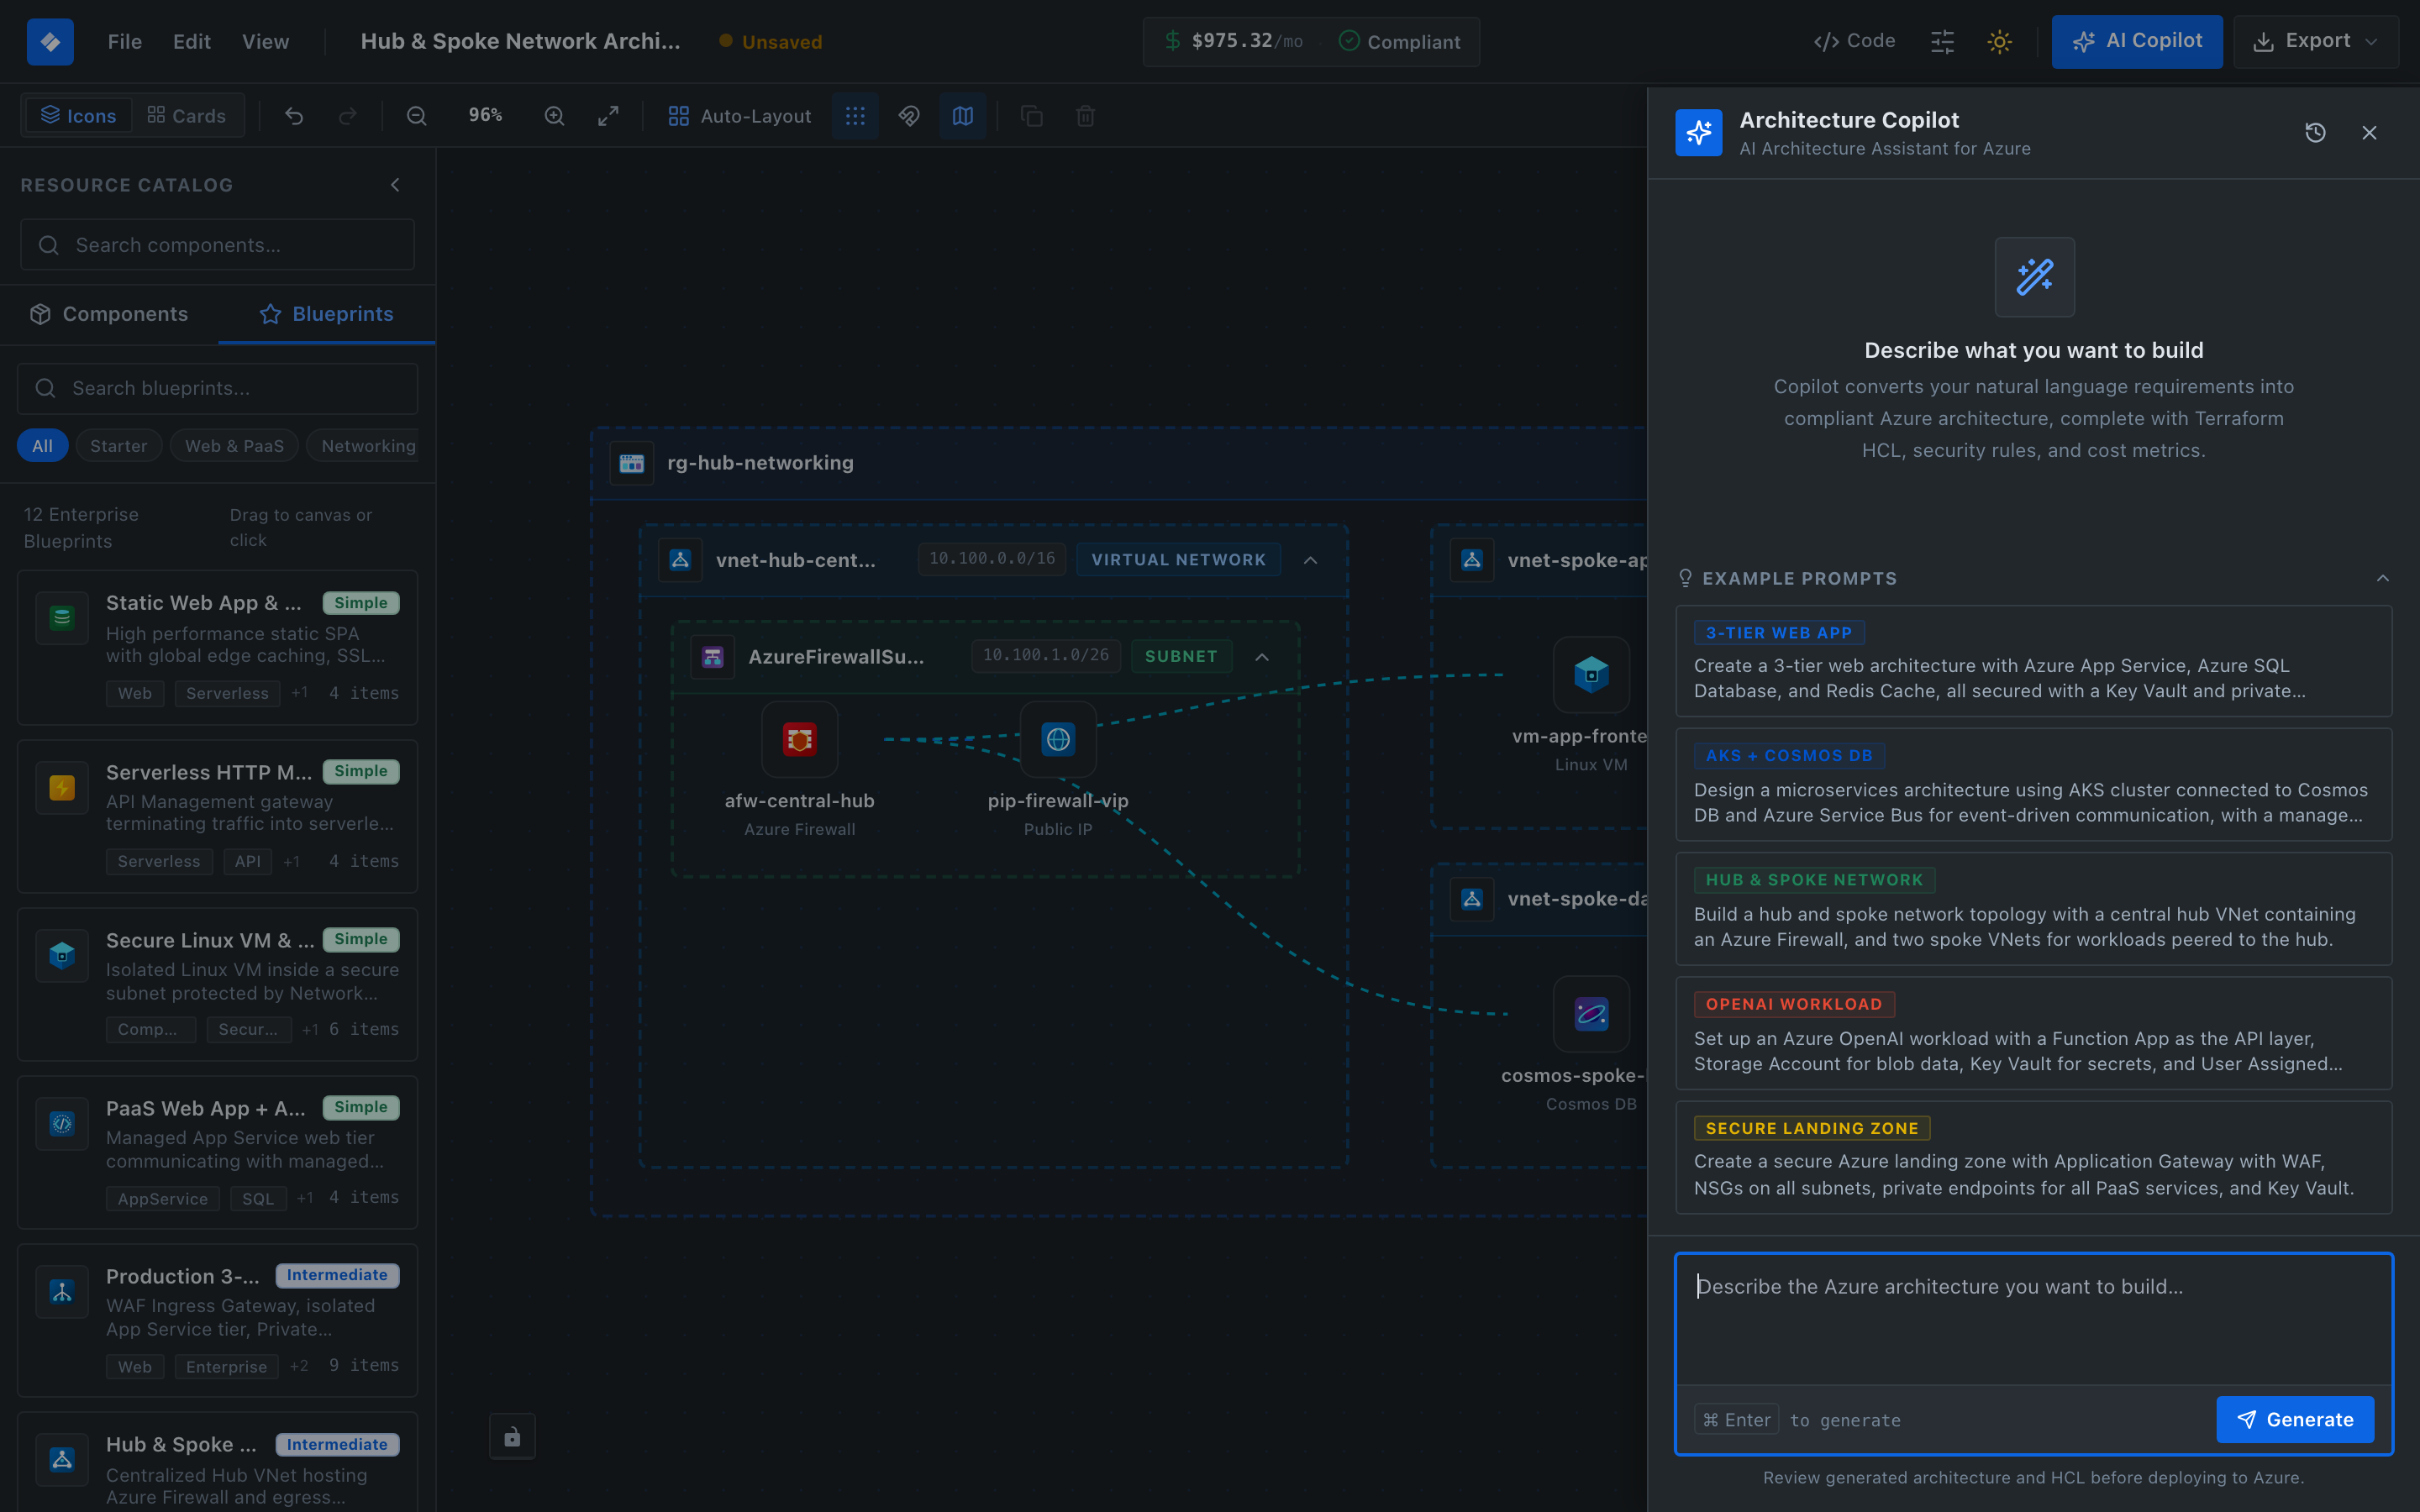 File Edit View Hub & Spoke Network Archi... Unsaved $975.32/mo Compliant Code AI Copilot Export
Icons Cards 96% Auto-Layout
RESOURCE CATALOG
Search components...
Components Blueprints
Search blueprints...
All Starter Web & PaaS Networking
12 Enterprise Blueprints
Drag to canvas or click
Static Web App & ... Simple
High performance static SPA
with global edge caching, SSL...
Web Serverless +1 4 items
Serverless HTTP M... Simple
API Management gateway
terminating traffic into serverle...
Serverless API +1 4 items
Secure Linux VM & ... Simple
Isolated Linux VM inside a secure
subnet protected by Network...
Comp... Secur... +1 6 items
PaaS Web App + A... Simple
Managed App Service web tier
communicating with managed...
AppService SQL +1 4 items
Production 3-... Intermediate
WAF Ingress Gateway, isolated
App Service tier, Private...
Web Enterprise +2 9 items
Hub & Spoke ... Intermediate
Centralized Hub VNet hosting
Azure Firewall and egress...
rg-hub-networking
vnet-hub-cent... 10.100.0.0/16 VIRTUAL NETWORK
AzureFirewallSu... 10.100.1.0/26 SUBNET
afw-central-hub
Azure Firewall
pip-firewall-vip
Public IP
vnet-spoke-ap
vm-app-fronte
Linux VM
vnet-spoke-da
cosmos-spoke-
Cosmos DB
Architecture Copilot
AI Architecture Assistant for Azure
Describe what you want to build
Copilot converts your natural language requirements into
compliant Azure architecture, complete with Terraform
HCL, security rules, and cost metrics.
EXAMPLE PROMPTS
3-TIER WEB APP
Create a 3-tier web architecture with Azure App Service, Azure SQL
Database, and Redis Cache, all secured with a Key Vault and private...
AKS + COSMOS DB
Design a microservices architecture using AKS cluster connected to Cosmos
DB and Azure Service Bus for event-driven communication, with a manage...
HUB & SPOKE NETWORK
Build a hub and spoke network topology with a central hub VNet containing
an Azure Firewall, and two spoke VNets for workloads peered to the hub.
OPENAI WORKLOAD
Set up an Azure OpenAI workload with a Function App as the API layer,
Storage Account for blob data, Key Vault for secrets, and User Assigned...
SECURE LANDING ZONE
Create a secure Azure landing zone with Application Gateway with WAF,
NSGs on all subnets, private endpoints for all PaaS services, and Key Vault.
Describe the Azure architecture you want to build...
⌘ Enter to generate Generate
Review generated architecture and HCL before deploying to Azure.